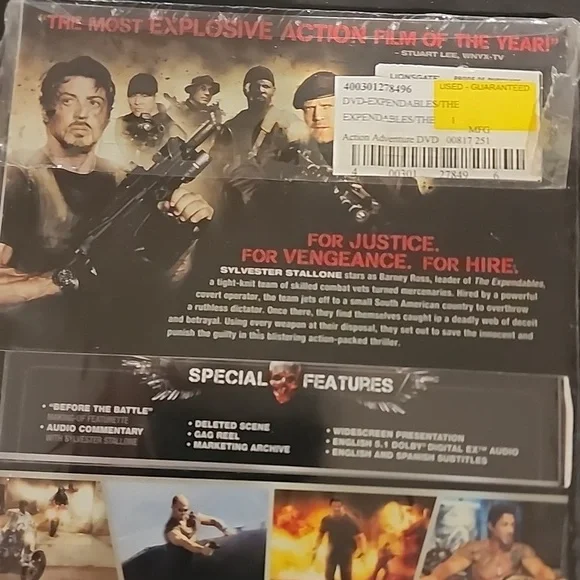 "THE MOST EXPLOSIVE ACTION FILM OF THE YEAR!"
- STUART LEE, WNYX-TV
LIONSGATE
400301278496
USED - GUARANTEED
DVD-EXPENDABLES/THE
EXPENDABLES/THE 1
MFG
Action Adventure DVD 00817 251
4 00301 27849 6
FOR JUSTICE.
FOR VENGEANCE. FOR HIRE.
SYLVESTER STALLONE stars as Barney Ross, leader of The Expendables,
a tight-knit team of skilled combat vets turned mercenaries. Hired by a powerful
covert operator, the team jets off to a small South American country to overthrow
a ruthless dictator. Once there, they find themselves caught in a deadly web of deceit
and betrayal. Using every weapon at their disposal, they set out to save the innocent and
punish the guilty in this blistering action-packed thriller.
SPECIAL FEATURES
• "BEFORE THE BATTLE"
MAKING-OF FEATURETTE
• AUDIO COMMENTARY
WITH SYLVESTER STALLONE
• DELETED SCENE
• GAG REEL
• MARKETING ARCHIVE
• WIDESCREEN PRESENTATION
• ENGLISH 5.1 DOLBY® DIGITAL EX™ AUDIO
• ENGLISH AND SPANISH SUBTITLES